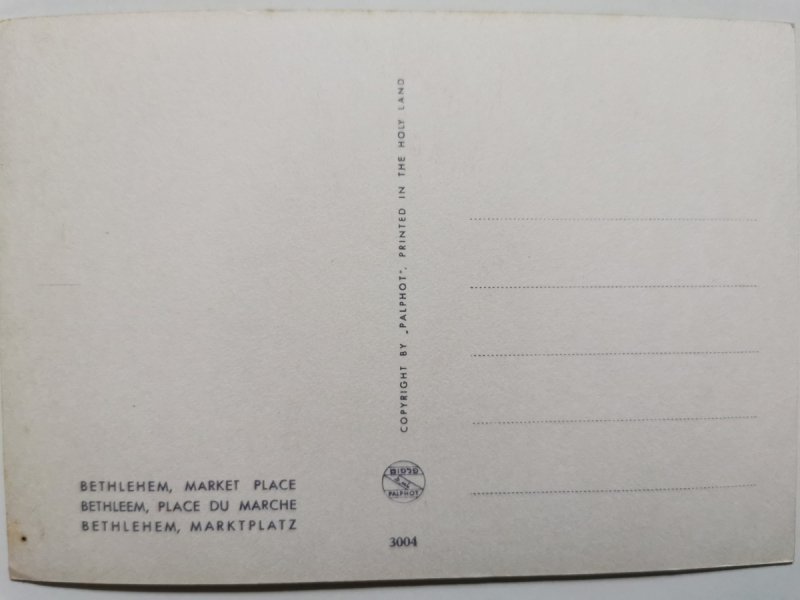 BETHLEHEM, MARKET PLACE
BETHLEEM, PLACE DU MARCHE
BETHLEHEM, MARKTPLATZ
COPYRIGHT BY „PALPHOT". PRINTED IN THE HOLY LAND
PALPHOT
3004